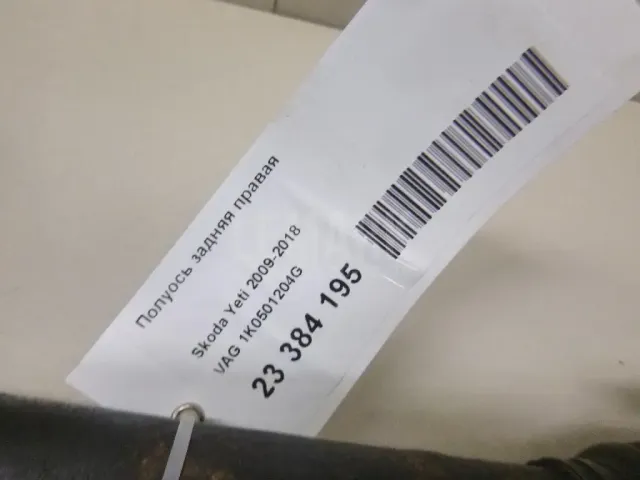 Полуось задняя правая
Skoda Yeti 2009-2018
VAG 1K0501204G
23 384 195